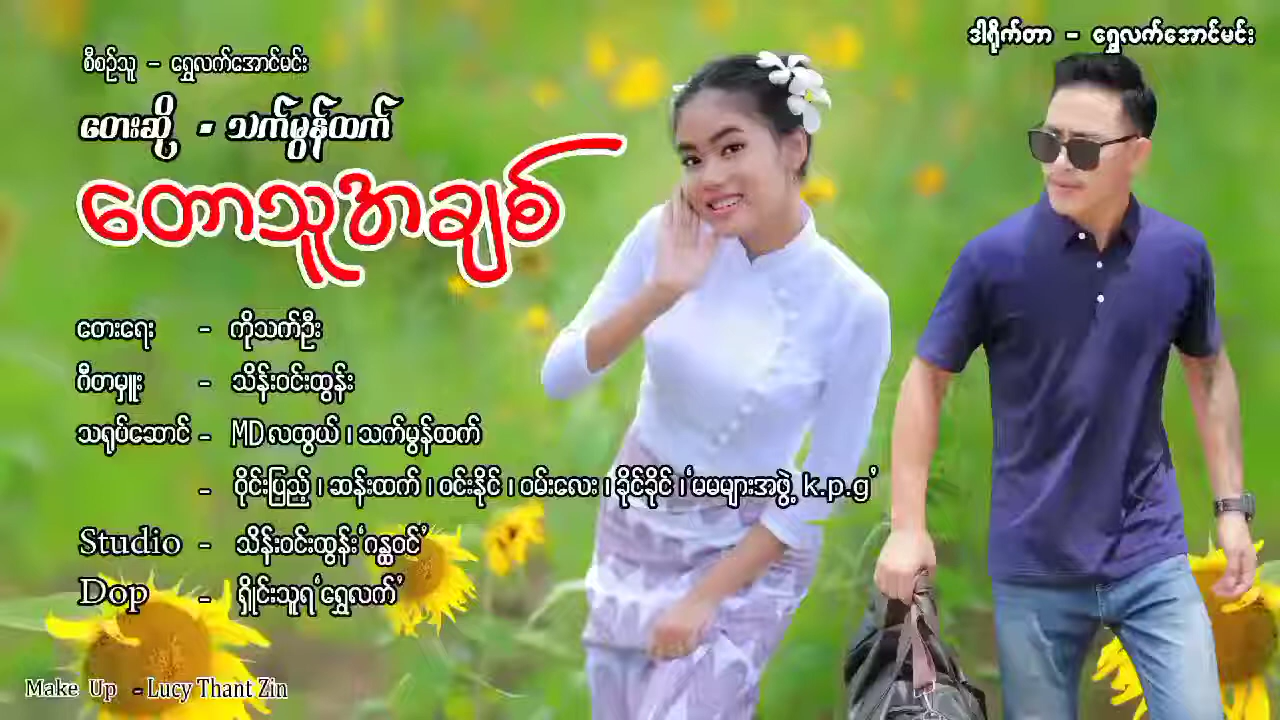 ဒါရိုက်တာ - ရွှေလက်အောင်မင်း
စီစဉ်သူ - ရွှေလက်အောင်မင်း
တေးဆို - သက်မွန်ထက်
တောသူအချစ်
တေးရေး - ကိုသက်ဦး
ဂီတမှူး - သိန်းဝင်းထွန်း
သရုပ်ဆောင် - MDလထွယ် ၊ သက်မွန်ထက်
- ဝိုင်းပြည့် ၊ ဆန်းထက် ၊ ဝင်းနိုင် ၊ ဝမ်းလေး ၊ ခိုင်ခိုင် ၊ ‘မမများအဖွဲ့ k.p.g’
Studio - သိန်းဝင်းထွန်း‘ဂန္ထဝင်’
Dop - ရှိုင်းသူရ‘ရွှေလက်’
Make Up - Lucy Thant Zin